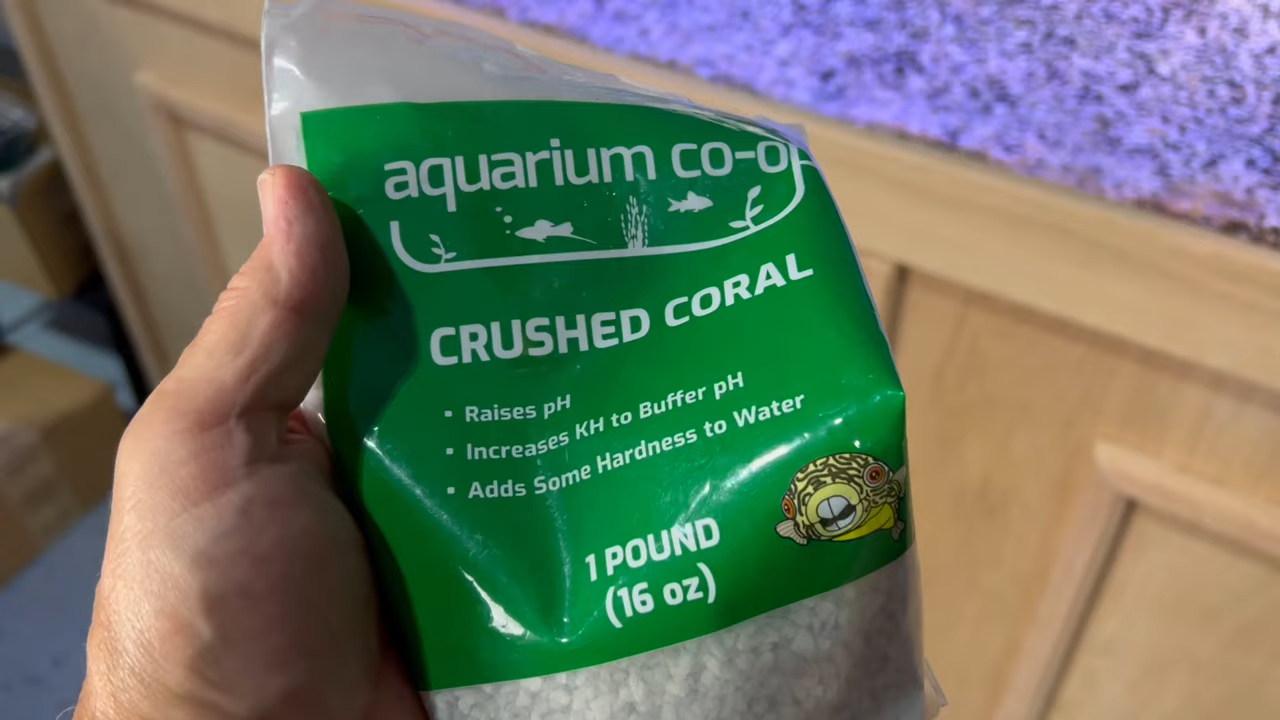 aquarium co-op
CRUSHED CORAL
▪ Raises pH
▪ Increases KH to Buffer pH
▪ Adds Some Hardness to Water
1 POUND
(16 oz)